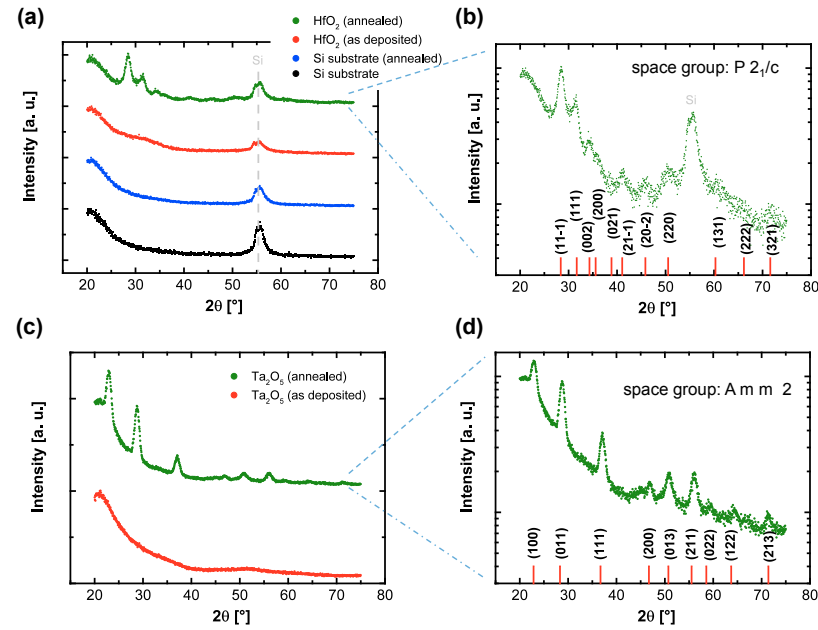 (a)
HfO₂ (annealed)
HfO₂ (as deposited)
Si substrate (annealed)
Si substrate
Si
Intensity [a. u.]
20 30 40 50 60 70 80
2θ [°]
(b)
space group: P 2₁/c
Si
Intensity [a. u.]
(11-1)
(111)
(002)
(200)
(021)
(21-1)
(20-2)
(220)
(131)
(222)
(321)
20 30 40 50 60 70 80
2θ [°]
(c)
Ta₂O₅ (annealed)
Ta₂O₅ (as deposited)
Intensity [a. u.]
20 30 40 50 60 70 80
2θ [°]
(d)
space group: A m m 2
Intensity [a. u.]
(100)
(011)
(111)
(200)
(013)
(211)
(022)
(122)
(213)
20 30 40 50 60 70 80
2θ [°]